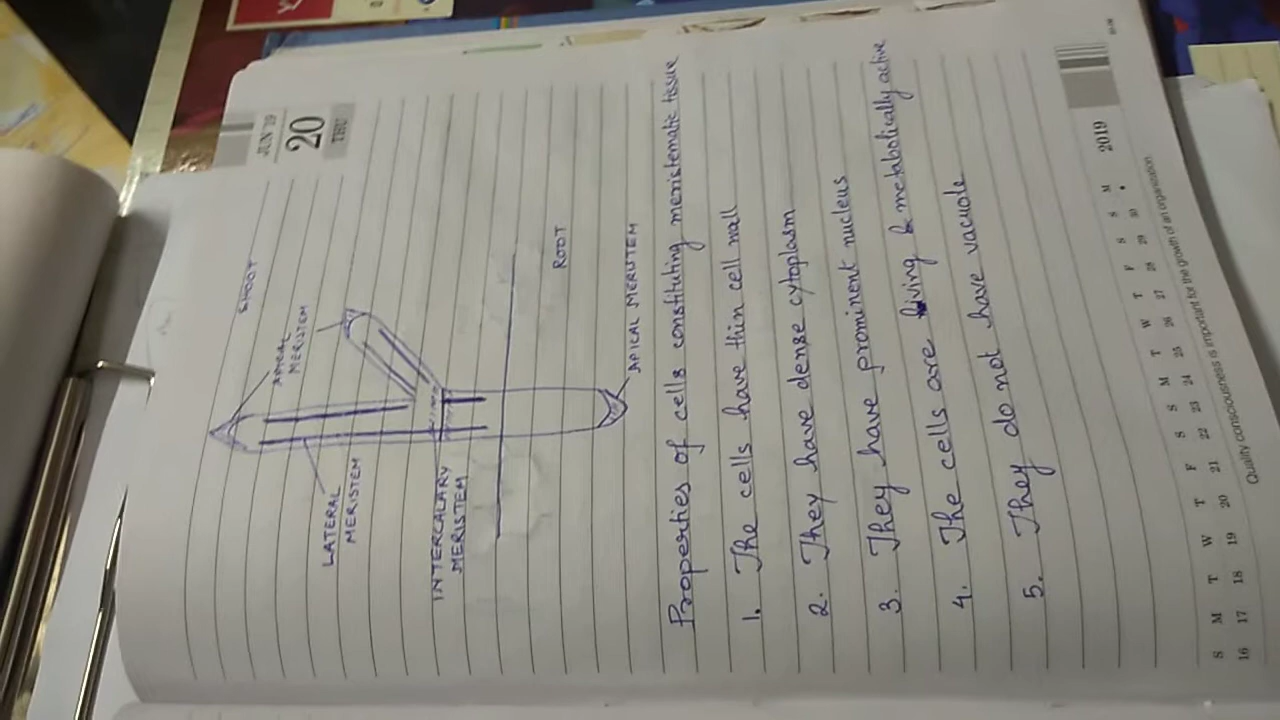 JUN '19
20
THU
SHOOT
APICAL
MERISTEM
LATERAL
MERISTEM
INTERCALARY
MERISTEM
ROOT
APICAL MERUTEM
Properties of cells constituting meristematic tissue
1. The cells have thin cell wall
2. They have dense cytoplasm
3. They have prominent nucleus
4. The cells are living & metabolically active
5. They do not have vacuole
S M T W T F S S M T W T F S S M 2019
16 17 18 19 20 21 22 23 24 25 26 27 28 29 30 •
Quality consciousness is important for the growth of an organization.